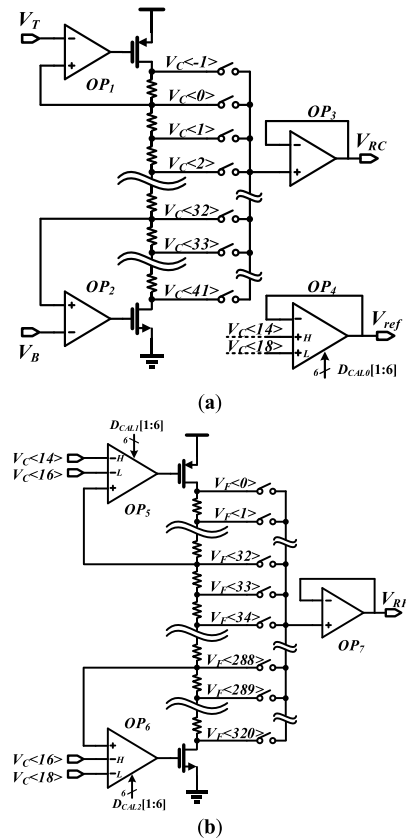 V_T
OP_1
V_C<-1>
V_C<0>
V_C<1>
V_C<2>
V_C<32>
V_C<33>
V_C<41>
OP_2
V_B
OP_3
V_RC
OP_4
V_C<14>
V_C<18>
H
L
V_ref
6 D_CAL0[1:6]
(a)
D_CAL1[1:6]
6
V_C<14>
V_C<16>
H
L
OP_5
V_F<0>
V_F<1>
V_F<32>
V_F<33>
V_F<34>
V_F<288>
V_F<289>
V_F<320>
OP_7
OP_6
V_C<16>
V_C<18>
H
L
6
D_CAL2[1:6]
(b)